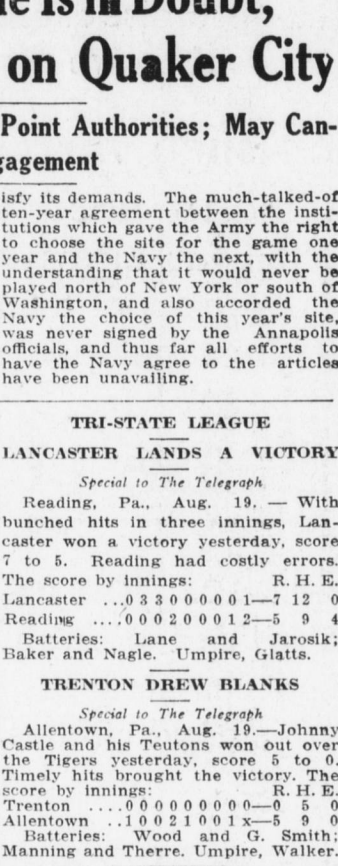 ne Is in Doubt,
on Quaker City
Point Authorities; May Can-
gagement
isfy its demands. The much-talked-of
ten-year agreement between the insti-
tutions which gave the Army the right
to choose the site for the game one
year and the Navy the next, with the
understanding that it would never be
played north of New York or south of
Washington, and also accorded the
Navy the choice of this year's site,
was never signed by the Annapolis
officials, and thus far all efforts to
have the Navy agree to the articles
have been unavailing.
TRI-STATE LEAGUE
LANCASTER LANDS A VICTORY
Special to The Telegraph
Reading, Pa., Aug. 19. — With
bunched hits in three innings, Lan-
caster won a victory yesterday, score
7 to 5. Reading had costly errors.
The score by innings: R. H. E.
Lancaster ...0 3 3 0 0 0 0 0 1—7 12 0
Reading ....0 0 0 2 0 0 0 1 2—5 9 4
Batteries: Lane and Jarosik;
Baker and Nagle. Umpire, Glatts.
TRENTON DREW BLANKS
Special to The Telegraph
Allentown, Pa., Aug. 19.—Johnny
Castle and his Teutons won out over
the Tigers yesterday, score 5 to 0.
Timely hits brought the victory. The
score by innings: R. H. E.
Trenton ....0 0 0 0 0 0 0 0 0—0 5 0
Allentown ..1 0 0 2 1 0 0 1 x—5 9 0
Batteries: Wood and G. Smith;
Manning and Therre. Umpire, Walker.